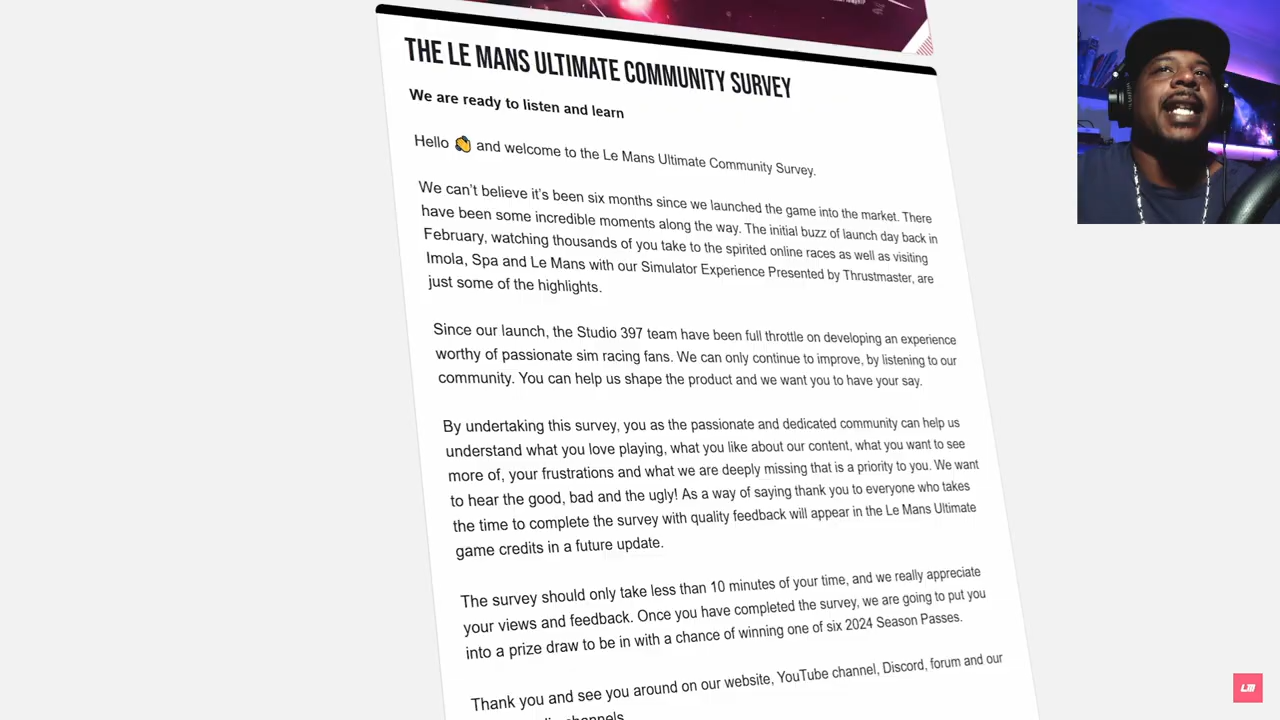 THE LE MANS ULTIMATE COMMUNITY SURVEY
We are ready to listen and learn
Hello 👏 and welcome to the Le Mans Ultimate Community Survey.
We can't believe it's been six months since we launched the game into the market. There
have been some incredible moments along the way. The initial buzz of launch day back in
February, watching thousands of you take to the spirited online races as well as visiting
Imola, Spa and Le Mans with our Simulator Experience Presented by Thrustmaster, are
just some of the highlights.
Since our launch, the Studio 397 team have been full throttle on developing an experience
worthy of passionate sim racing fans. We can only continue to improve, by listening to our
community. You can help us shape the product and we want you to have your say.
By undertaking this survey, you as the passionate and dedicated community can help us
understand what you love playing, what you like about our content, what you want to see
more of, your frustrations and what we are deeply missing that is a priority to you. We want
to hear the good, bad and the ugly! As a way of saying thank you to everyone who takes
the time to complete the survey with quality feedback will appear in the Le Mans Ultimate
game credits in a future update.
The survey should only take less than 10 minutes of your time, and we really appreciate
your views and feedback. Once you have completed the survey, we are going to put you
into a prize draw to be in with a chance of winning one of six 2024 Season Passes.
Thank you and see you around on our website, YouTube channel, Discord, forum and our
channels.